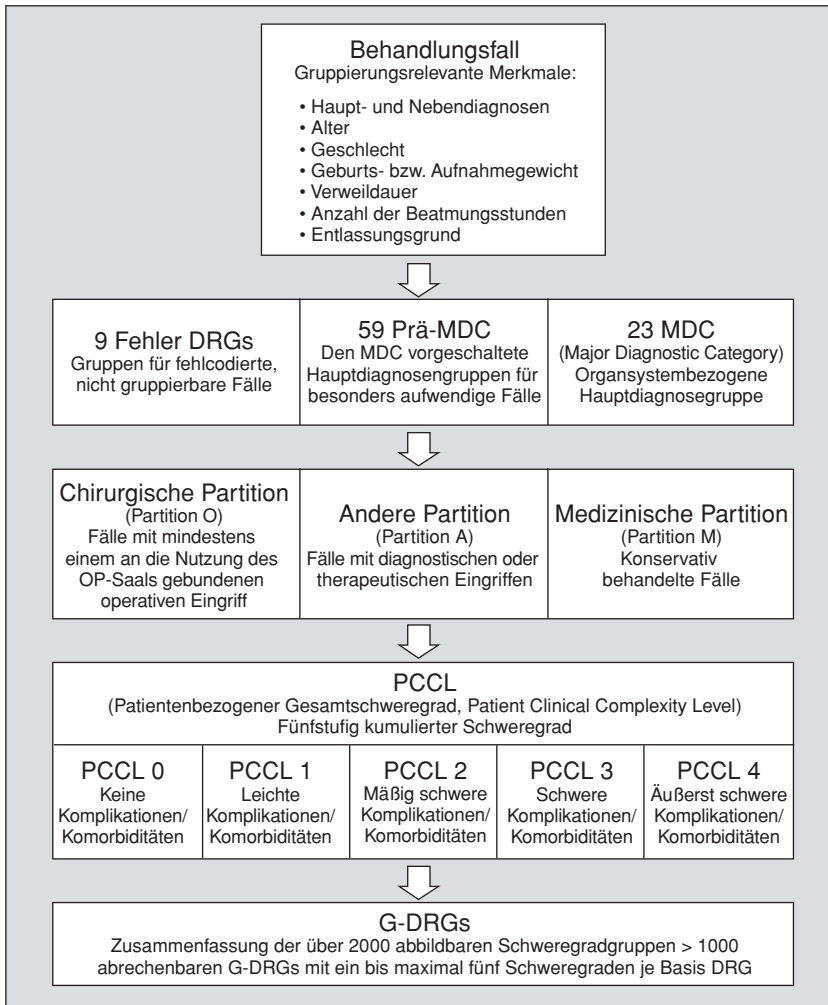 Behandlungsfall
Gruppierungsrelevante Merkmale:
• Haupt- und Nebendiagnosen
• Alter
• Geschlecht
• Geburts- bzw. Aufnahmegewicht
• Verweildauer
• Anzahl der Beatmungsstunden
• Entlassungsgrund
9 Fehler DRGs
Gruppen für fehlcodierte,
nicht gruppierbare Fälle
59 Prä-MDC
Den MDC vorgeschaltete
Hauptdiagnosengruppen für
besonders aufwendige Fälle
23 MDC
(Major Diagnostic Category)
Organsystembezogene
Hauptdiagnosegruppe
Chirurgische Partition
(Partition O)
Fälle mit mindestens
einem an die Nutzung des
OP-Saals gebundenen
operativen Eingriff
Andere Partition
(Partition A)
Fälle mit diagnostischen oder
therapeutischen Eingriffen
Medizinische Partition
(Partition M)
Konservativ
behandelte Fälle
PCCL
(Patientenbezogener Gesamtschweregrad, Patient Clinical Complexity Level)
Fünfstufig kumulierter Schweregrad
PCCL 0
Keine
Komplikationen/
Komorbiditäten
PCCL 1
Leichte
Komplikationen/
Komorbiditäten
PCCL 2
Mäßig schwere
Komplikationen/
Komorbiditäten
PCCL 3
Schwere
Komplikationen/
Komorbiditäten
PCCL 4
Äußerst schwere
Komplikationen/
Komorbiditäten
G-DRGs
Zusammenfassung der über 2000 abbildbaren Schweregradgruppen > 1000
abrechenbaren G-DRGs mit ein bis maximal fünf Schweregraden je Basis DRG